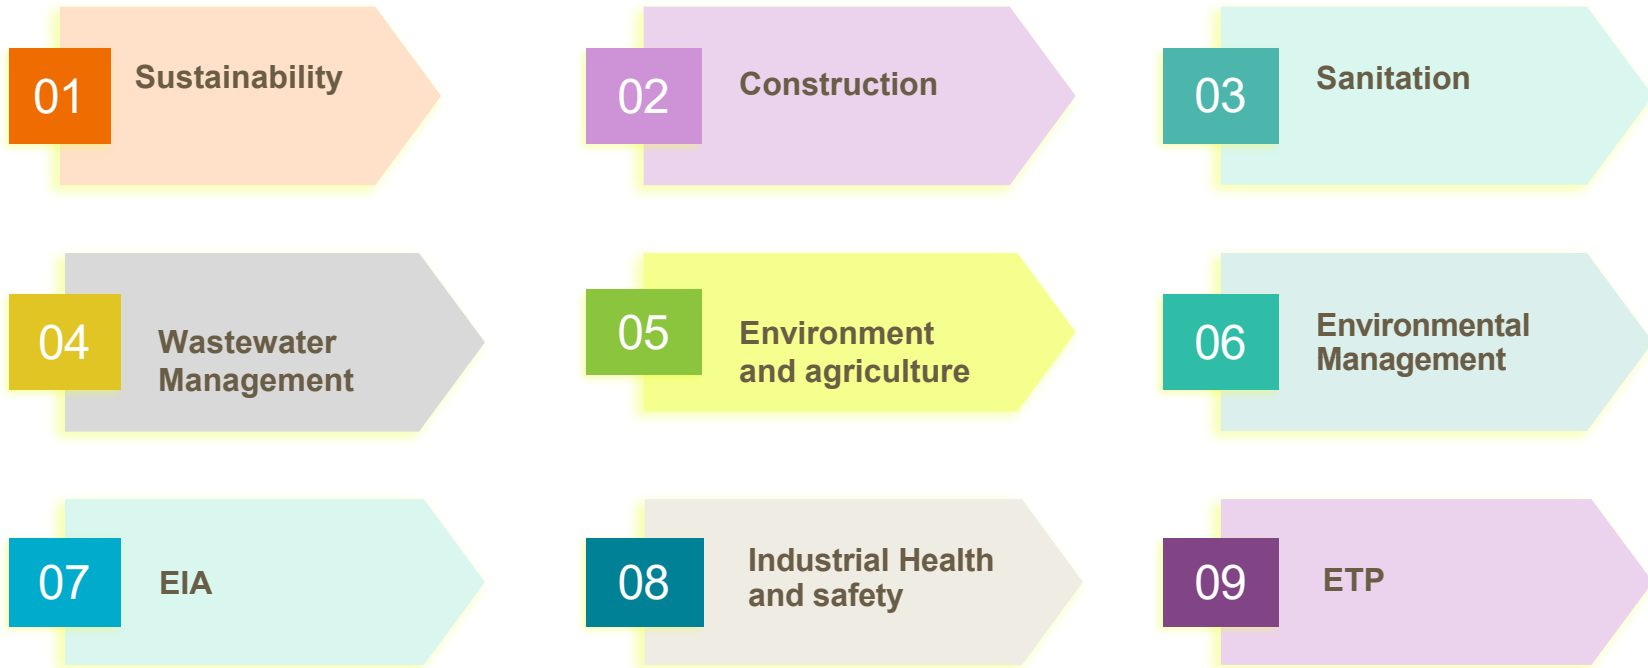 01
Sustainability
02
Construction
03
Sanitation
04
Wastewater
Management
05
Environment
and agriculture
06
Environmental
Management
07
EIA
08
Industrial Health
and safety
09
ETP